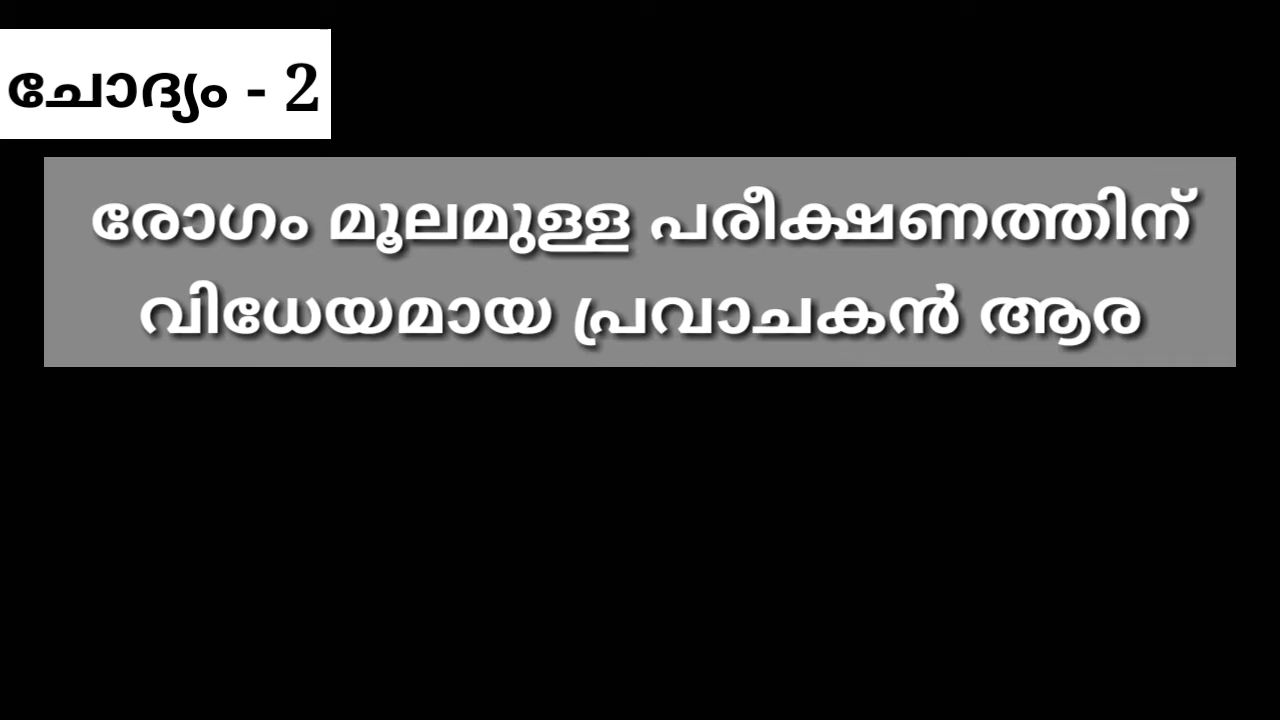 ചോദ്യം - 2
രോഗം മൂലമുള്ള പരീക്ഷണത്തിന്
വിധേയമായ പ്രവാചകൻ ആര